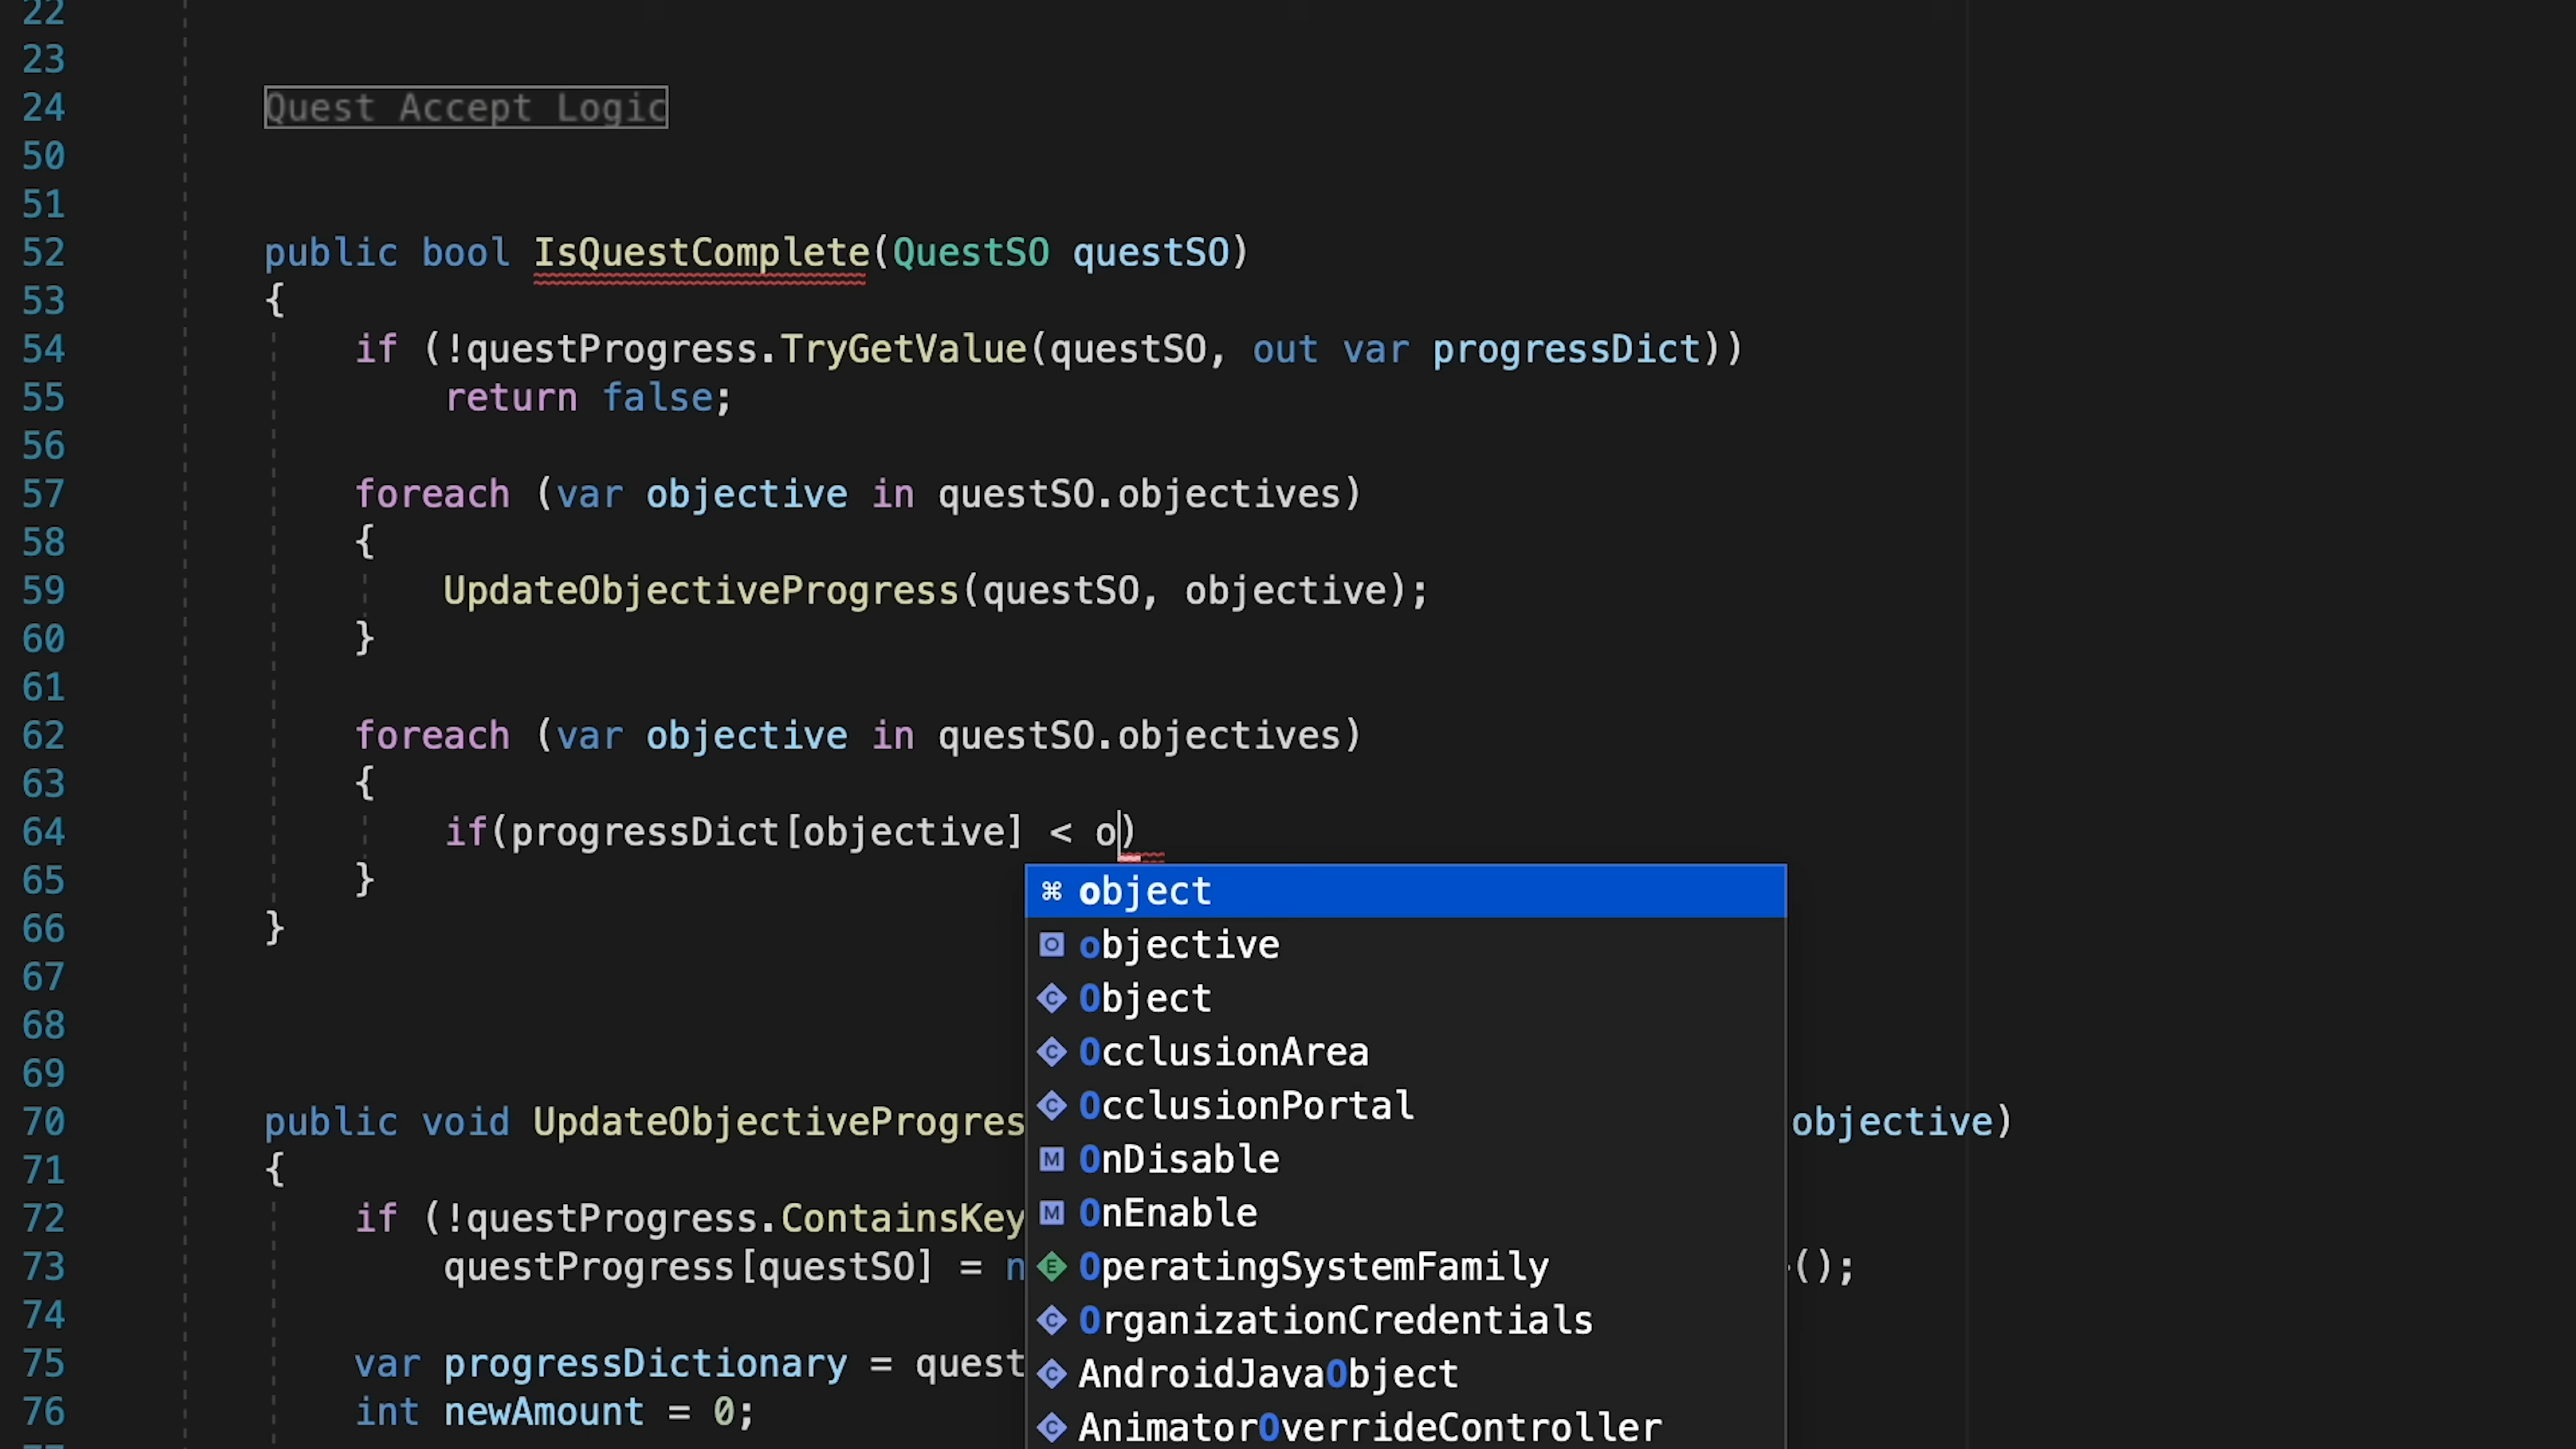 22
23
24 Quest Accept Logic
50
51
52 public bool IsQuestComplete(QuestSO questSO)
53 {
54 if (!questProgress.TryGetValue(questSO, out var progressDict))
55 return false;
56
57 foreach (var objective in questSO.objectives)
58 {
59 UpdateObjectiveProgress(questSO, objective);
60 }
61
62 foreach (var objective in questSO.objectives)
63 {
64 if(progressDict[objective] < o)
65 }
66 }
67
68
69
70 public void UpdateObjectiveProgres objective)
71 {
72 if (!questProgress.ContainsKey
73 questProgress[questSO] = n ();
74
75 var progressDictionary = quest
76 int newAmount = 0;
object
objective
Object
OcclusionArea
OcclusionPortal
OnDisable
OnEnable
OperatingSystemFamily
OrganizationCredentials
AndroidJavaObject
AnimatorOverrideController